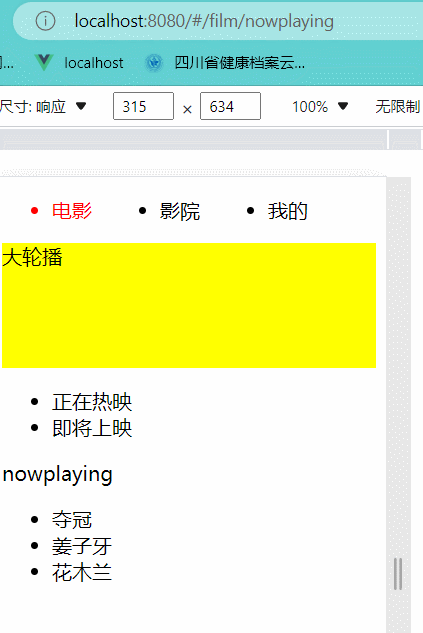 localhost:8080/#/film/nowplaying
localhost 四川省健康档案云...
尺寸: 响应 315 × 634 100% 无限制
电影 影院 我的
大轮播
正在热映
即将上映
nowplaying
夺冠
姜子牙
花木兰